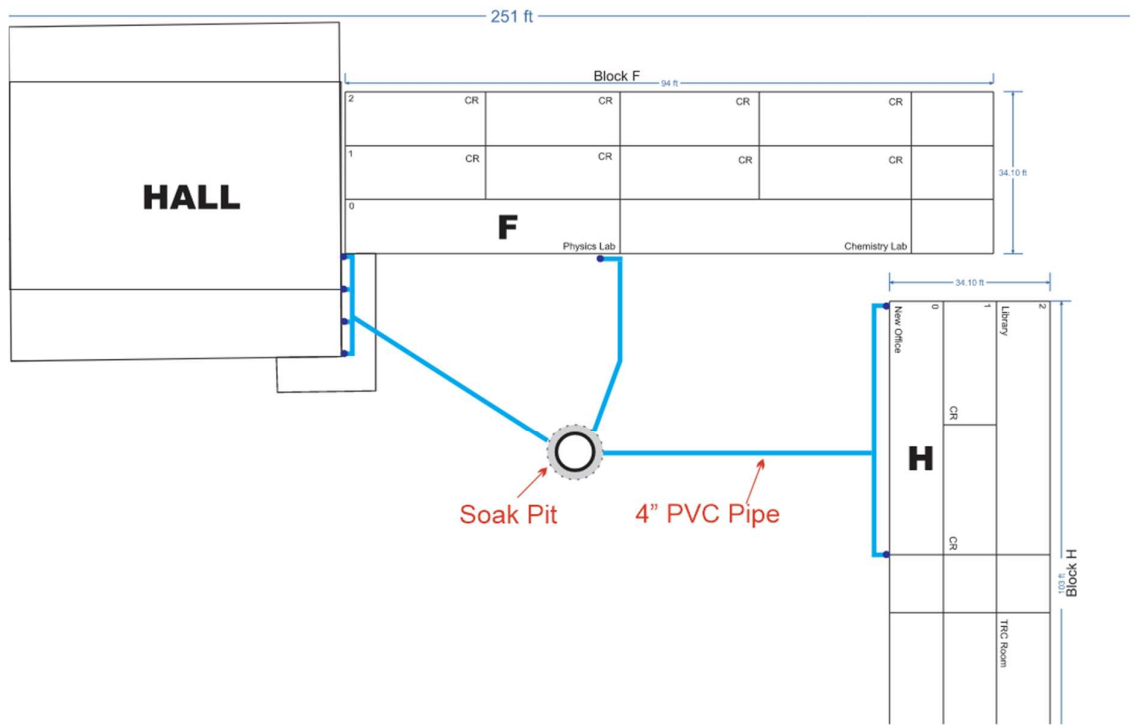 251 ft
Block F
94 ft
2 CR CR CR CR
1 CR CR CR CR
34.10 ft
HALL
0
F
Physics Lab Chemistry Lab
34.10 ft
New Office
0
1
Library
2
CR
H
CR
Soak Pit
4” PVC Pipe
Block H
103 ft
TRC Room